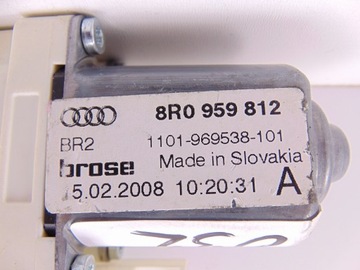 8R0 959 812
BR2 1101-969538-101
brose Made in Slovakia
5.02.2008 10:20:31 A